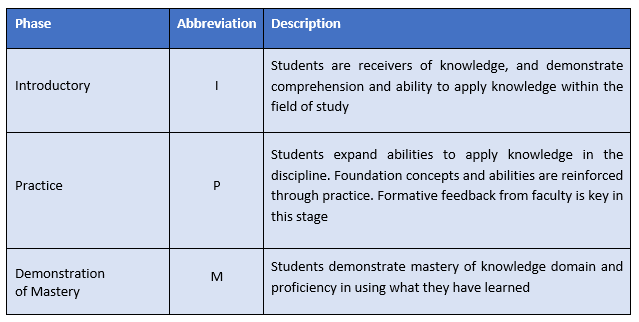 Phase Abbreviation Description
Students are receivers of knowledge, and demonstrate
Introductory I comprehension and ability to apply knowledge within the
field of study
Students expand abilities to apply knowledge in the
discipline. Foundation concepts and abilities are reinforced
Practice P through practice. Formative feedback from faculty is key in
this stage
Demonstration
of Mastery M Students demonstrate mastery of knowledge domain and
proficiency in using what they have learned